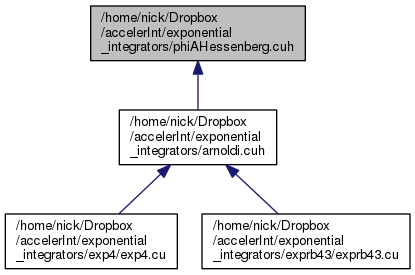 /home/nick/Dropbox
/accelerInt/exponential
_integrators/phiAHessenberg.cuh
/home/nick/Dropbox
/accelerInt/exponential
_integrators/arnoldi.cuh
/home/nick/Dropbox
/accelerInt/exponential
_integrators/exp4/exp4.cu
/home/nick/Dropbox
/accelerInt/exponential
_integrators/exprb43/exprb43.cu